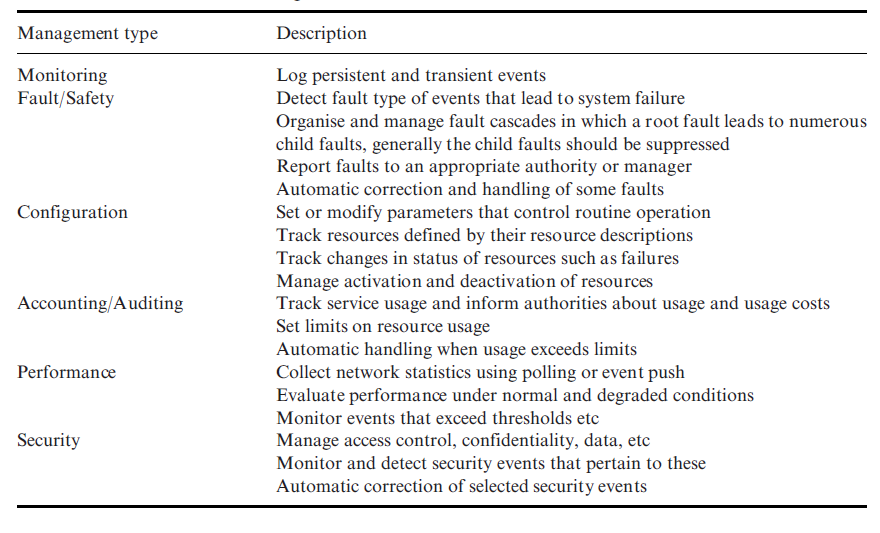 Management type Description
Monitoring Log persistent and transient events
Fault/Safety Detect fault type of events that lead to system failure
Organise and manage fault cascades in which a root fault leads to numerous
child faults, generally the child faults should be suppressed
Report faults to an appropriate authority or manager
Automatic correction and handling of some faults
Configuration Set or modify parameters that control routine operation
Track resources defined by their resource descriptions
Track changes in status of resources such as failures
Manage activation and deactivation of resources
Accounting/Auditing Track service usage and inform authorities about usage and usage costs
Set limits on resource usage
Automatic handling when usage exceeds limits
Performance Collect network statistics using polling or event push
Evaluate performance under normal and degraded conditions
Monitor events that exceed thresholds etc
Security Manage access control, confidentiality, data, etc
Monitor and detect security events that pertain to these
Automatic correction of selected security events